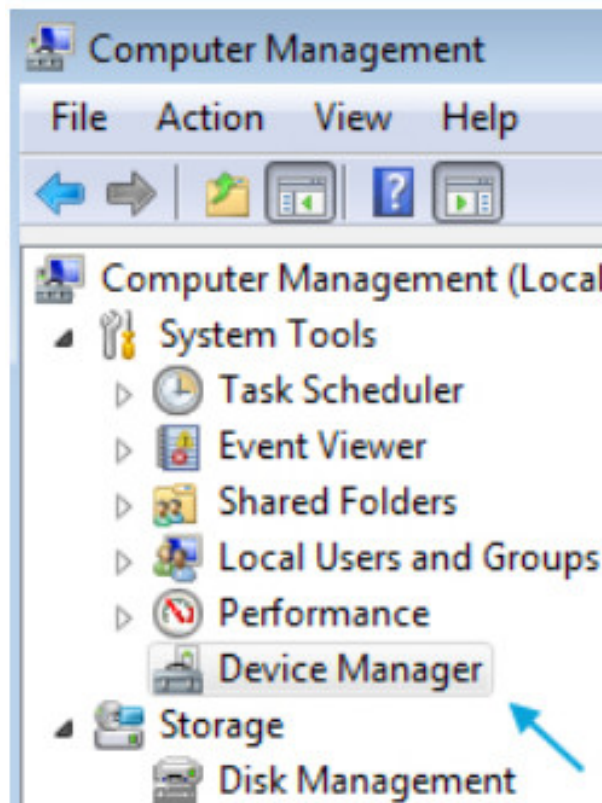 Computer Management
File Action View Help
Computer Management (Local
System Tools
Task Scheduler
Event Viewer
Shared Folders
Local Users and Groups
Performance
Device Manager
Storage
Disk Management